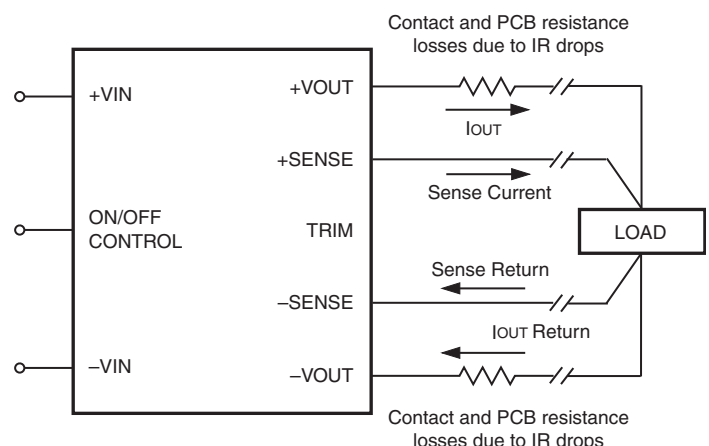 Contact and PCB resistance
losses due to IR drops
+VIN
+VOUT
IOUT
+SENSE
Sense Current
ON/OFF
CONTROL
TRIM
LOAD
Sense Return
–SENSE
IOUT Return
–VIN
–VOUT
Contact and PCB resistance
losses due to IR drops